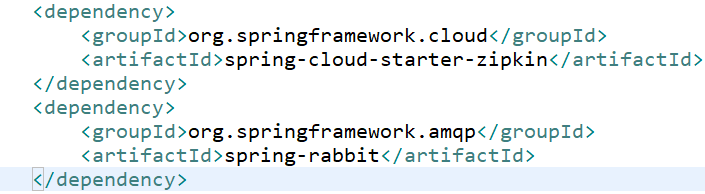 <dependency>
<groupId>org.springframework.cloud</groupId>
<artifactId>spring-cloud-starter-zipkin</artifactId>
</dependency>
<dependency>
<groupId>org.springframework.amqp</groupId>
<artifactId>spring-rabbit</artifactId>
</dependency>